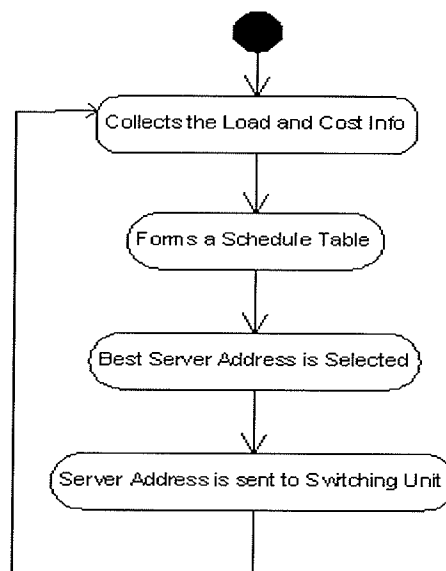 Collects the Load and Cost Info
Forms a Schedule Table
Best Server Address is Selected
Server Address is sent to Switching Unit